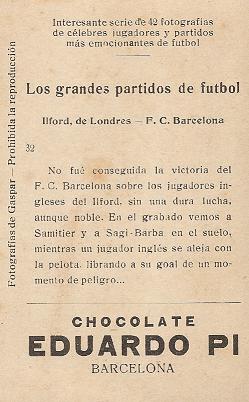 Interesante serie de 42 fotografías
de célebres jugadores y partidos
más emocionantes de futbol
Los grandes partidos de futbol
Ilford, de Londres — F. C. Barcelona
32
No fué conseguida la victoria del
F. C. Barcelona sobre los jugadores in-
gleses del Ilford, sin una dura lucha,
aunque noble. En el grabado vemos a
Samitier y a Sagi-Barba en el suelo,
mientras un jugador inglés se aleja con
la pelota, librando a su goal de un mo-
mento de peligro...
Fotografías de Gaspar — Prohibida la reproducción
CHOCOLATE
EDUARDO PI
BARCELONA